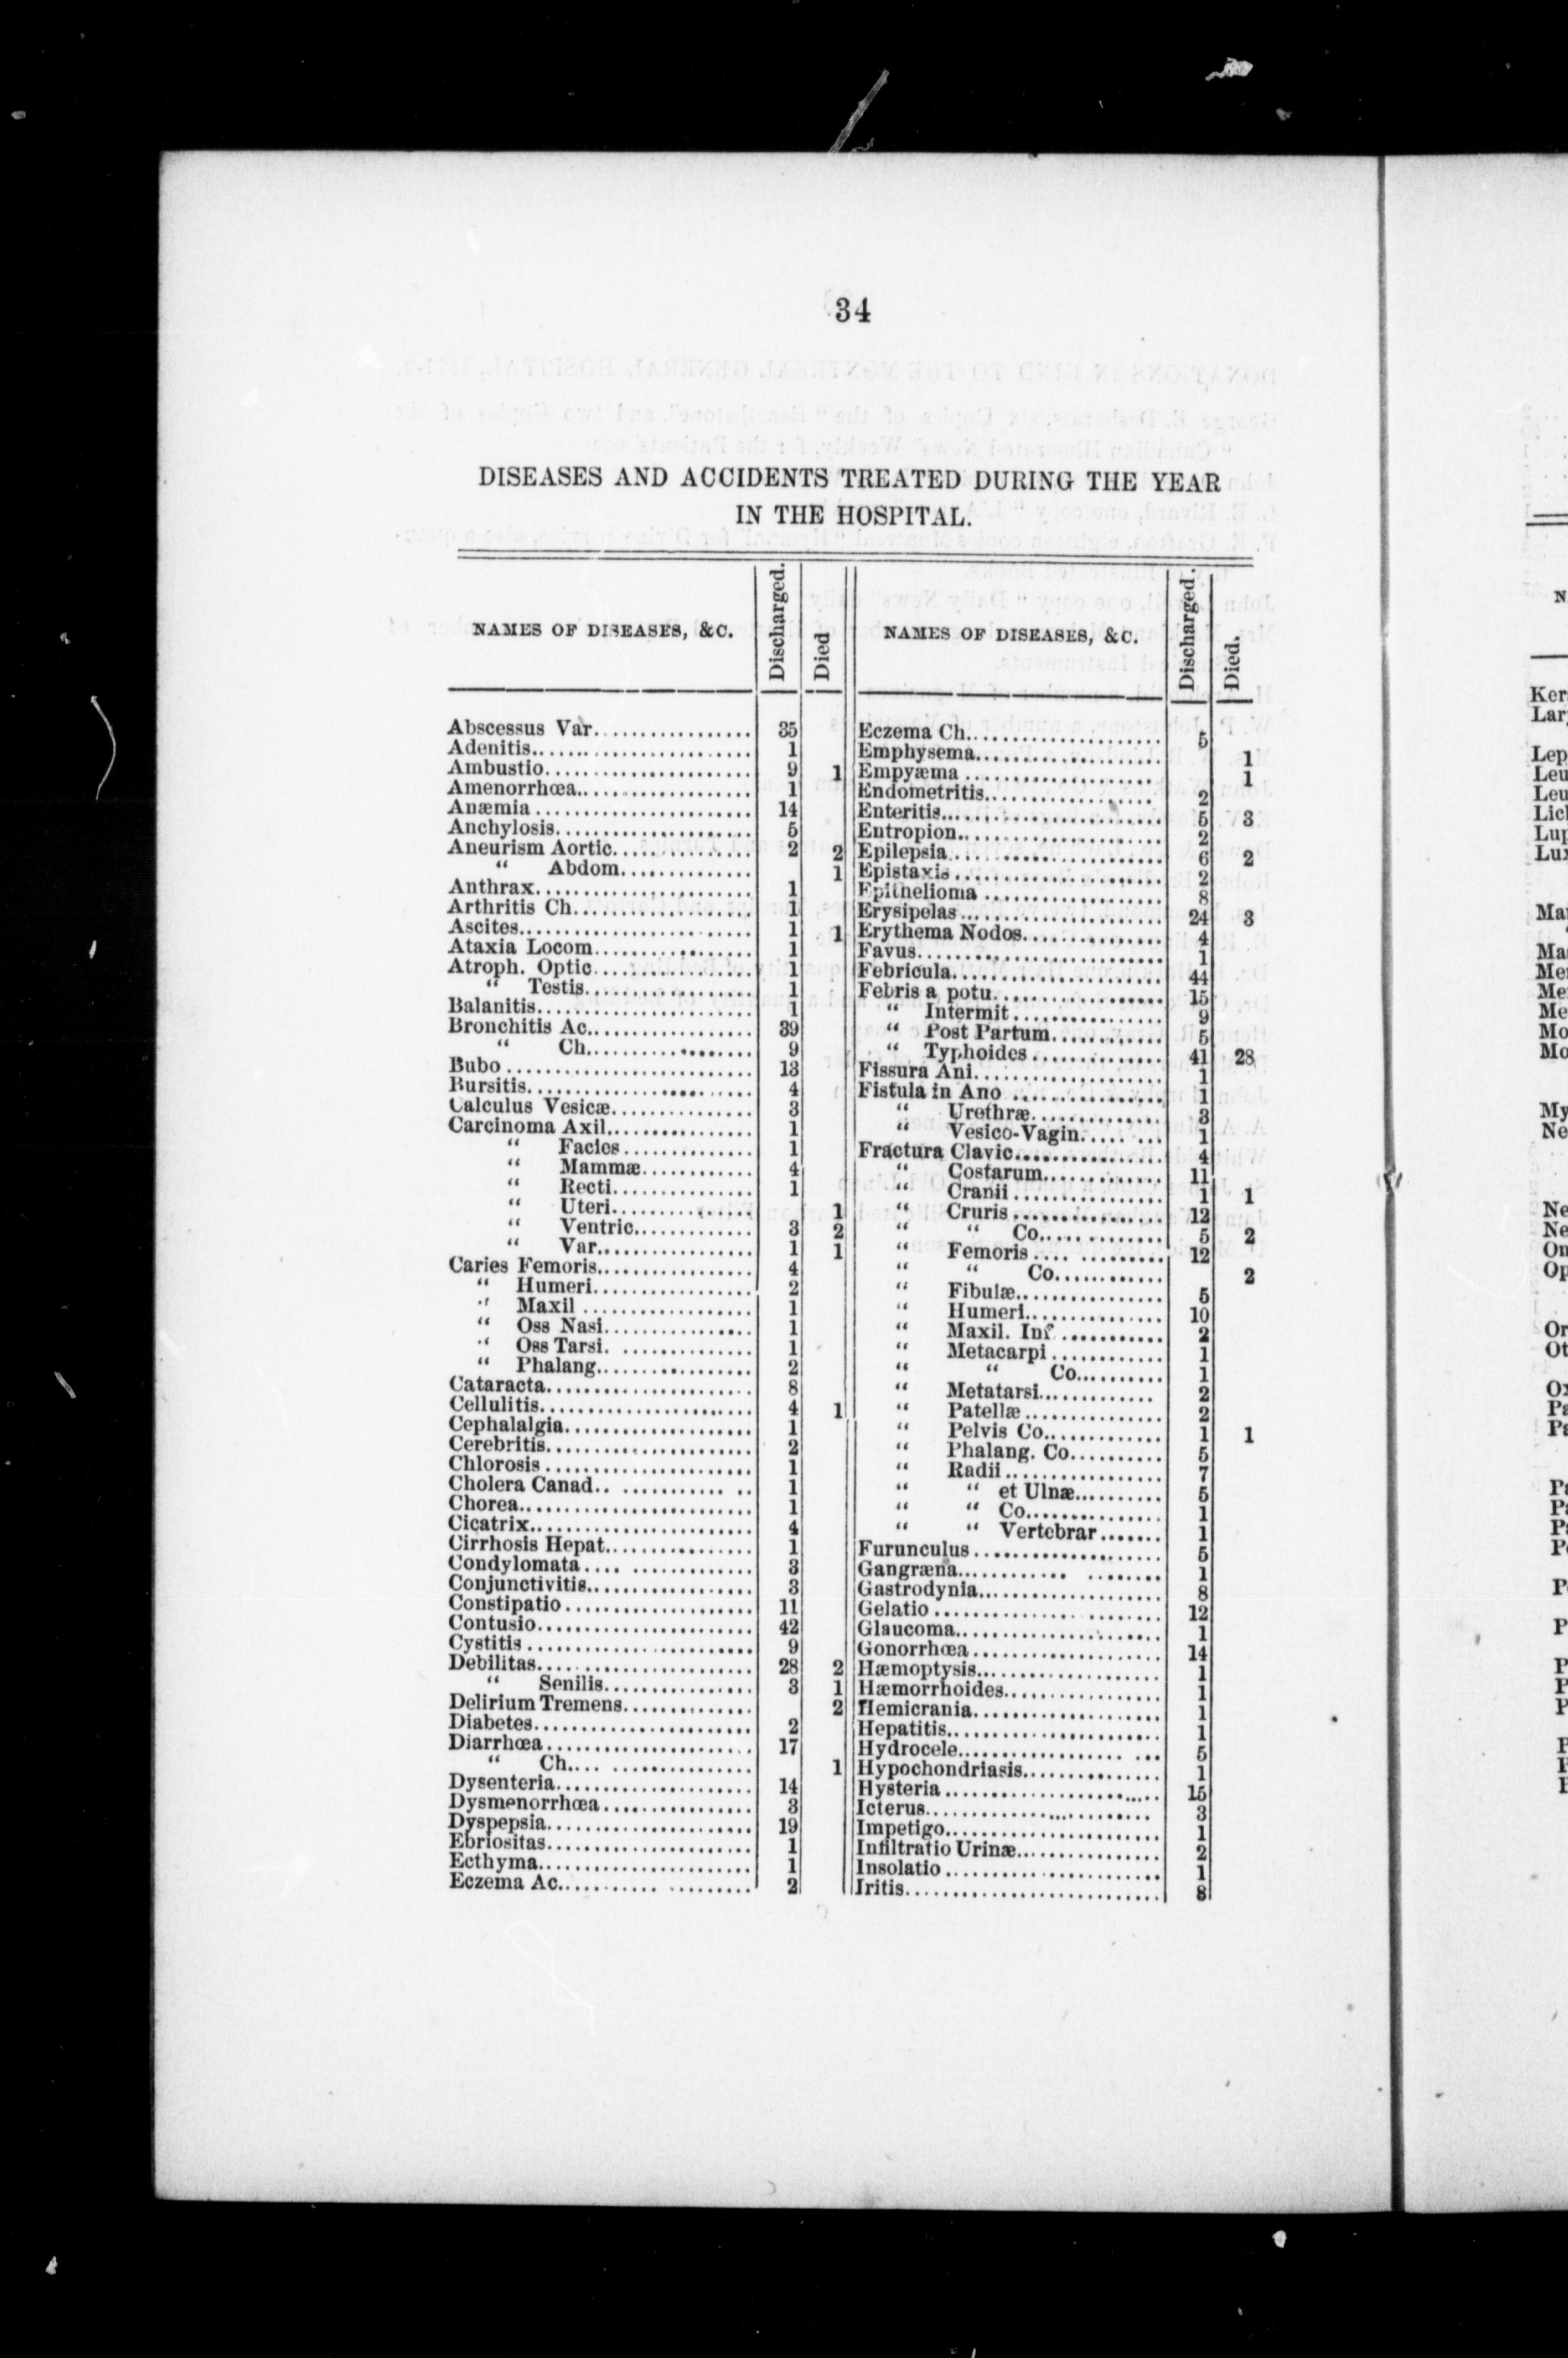 34
DISEASES AND ACCIDENTS TREATED DURING THE YEAR
IN THE HOSPITAL.
NAMES OF DISEASES, &C. Discharged. Died
Abscessus Var. 35
Adenitis. 1
Ambustio. 9 1
Amenorrhœa. 1
Anæmia 14
Anchylosis. 5
Aneurism Aortic. 2 2
“ Abdom. 1
Anthrax. 1
Arthritis Ch. 1
Ascites. 1 1
Ataxia Locom. 1
Atroph. Optic. 1
“ Testis. 1
Balanitis. 1
Bronchitis Ac. 39
“ Ch. 9
Bubo 13
Bursitis. 4
Calculus Vesicæ. 3
Carcinoma Axil. 1
“ Facies 1
“ Mammæ. 4
“ Recti. 1
“ Uteri. 1
“ Ventric. 3 2
“ Var. 1 1
Caries Femoris. 4
“ Humeri. 2
“ Maxil 1
“ Oss Nasi. 1
“ Oss Tarsi. 1
“ Phalang. 2
Cataracta. 8
Cellulitis. 4 1
Cephalalgia. 1
Cerebritis. 2
Chlorosis 1
Cholera Canad. 1
Chorea. 1
Cicatrix. 4
Cirrhosis Hepat. 1
Condylomata 3
Conjunctivitis. 3
Constipatio 11
Contusio. 42
Cystitis 9
Debilitas. 28 2
“ Senilis. 3 1
Delirium Tremens. 2
Diabetes. 2
Diarrhœa. 17
“ Ch. 1
Dysenteria. 14
Dysmenorrhœa. 3
Dyspepsia. 19
Ebriositas. 1
Ecthyma. 1
Eczema Ac. 2
NAMES OF DISEASES, &C. Discharged. Died.
Eczema Ch. 5
Emphysema. 1
Empyæma 1
Endometritis. 2
Enteritis. 5 3
Entropion. 2
Epilepsia. 6 2
Epistaxis 2
Epithelioma 8
Erysipelas 24 3
Erythema Nodos. 4
Favus. 1
Febricula. 44
Febris a potu. 15
“ Intermit. 9
“ Post Partum. 5
“ Typhoides 41 28
Fissura Ani. 1
Fistula in Ano 1
“ Urethræ. 3
“ Vesico-Vagin. 1
Fractura Clavic. 4
“ Costarum. 11
“ Cranii 1 1
“ Cruris 12
“ “ Co. 5 2
“ Femoris 12
“ “ Co. 2
“ Fibulæ. 5
“ Humeri. 10
“ Maxil. Inf 2
“ Metacarpi 1
“ “ Co. 1
“ Metatarsi. 2
“ Patellæ 2
“ Pelvis Co. 1 1
“ Phalang. Co. 5
“ Radii 7
“ “ et Ulnæ. 5
“ “ Co. 1
“ “ Vertebrar 1
Furunculus 5
Gangræna. 1
Gastrodynia. 8
Gelatio 12
Glaucoma. 1
Gonorrhœa 14
Hæmoptysis. 1
Hæmorrhoides. 1
Hemicrania. 1
Hepatitis. 1
Hydrocele. 5
Hypochondriasis. 1
Hysteria 15
Icterus. 3
Impetigo. 1
Infiltratio Urinæ. 2
Insolatio 1
Iritis. 8